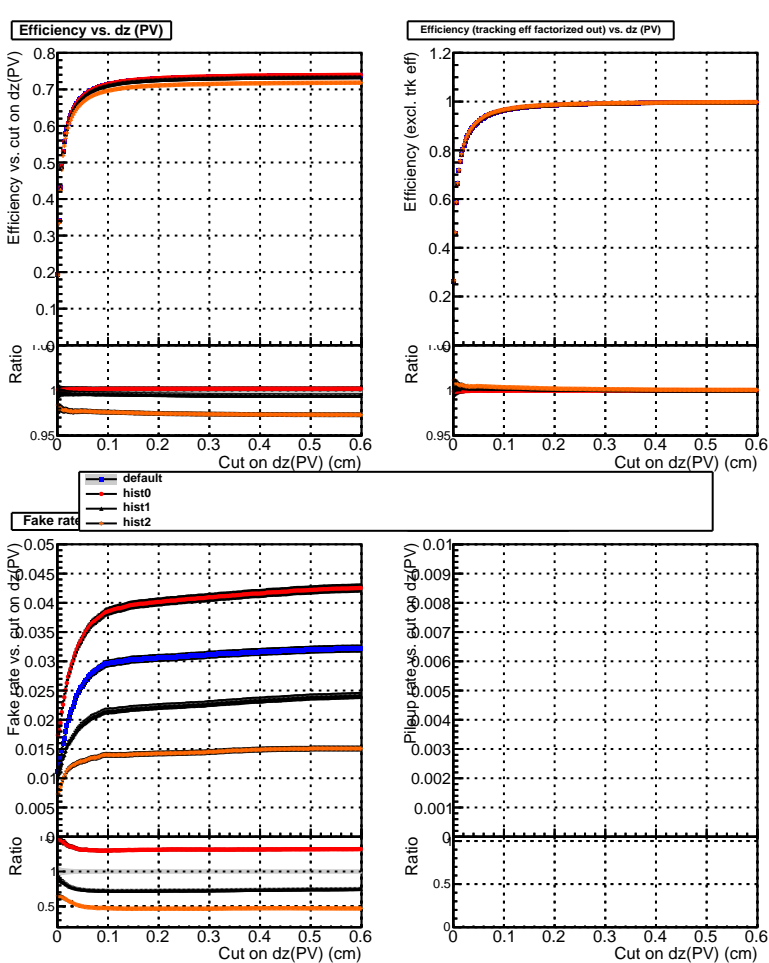 Efficiency vs. dz (PV)
Efficiency vs. cut on dz(PV)
0.8
0.7
0.6
0.5
0.4
0.3
0.2
0.1
0
Ratio
1
0.95
0 0.1 0.2 0.3 0.4 0.5 0.6
Cut on dz(PV) (cm)
Efficiency (tracking eff factorized out) vs. dz (PV)
Efficiency (excl. trk eff)
1.2
1
0.8
0.6
0.4
0.2
0
Ratio
1
0.95
0 0.1 0.2 0.3 0.4 0.5 0.6
Cut on dz(PV) (cm)
default
hist0
hist1
hist2
Fake rate
Fake rate vs. cut on dz(PV)
0.05
0.045
0.04
0.035
0.03
0.025
0.02
0.015
0.01
0.005
0
Ratio
1
0.5
0 0.1 0.2 0.3 0.4 0.5 0.6
Cut on dz(PV) (cm)
Pileup rate vs. cut on dz(PV)
0.01
0.009
0.008
0.007
0.006
0.005
0.004
0.003
0.002
0.001
0
Ratio
0.5
0
0 0.1 0.2 0.3 0.4 0.5 0.6
Cut on dz(PV) (cm)